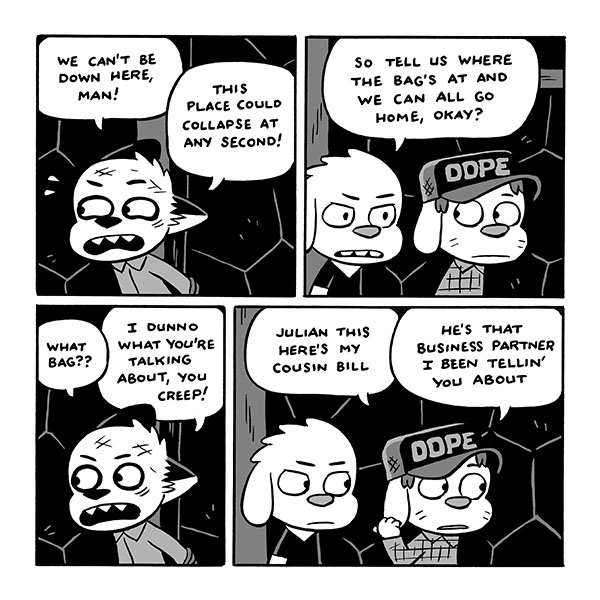 WE CAN'T BE
DOWN HERE,
MAN!
THIS
PLACE COULD
COLLAPSE AT
ANY SECOND!
SO TELL US WHERE
THE BAG'S AT AND
WE CAN ALL GO
HOME, OKAY?
DOPE
WHAT
BAG??
I DUNNO
WHAT YOU'RE
TALKING
ABOUT, YOU
CREEP!
JULIAN THIS
HERE'S MY
COUSIN BILL
HE'S THAT
BUSINESS PARTNER
I BEEN TELLIN'
YOU ABOUT
DOPE